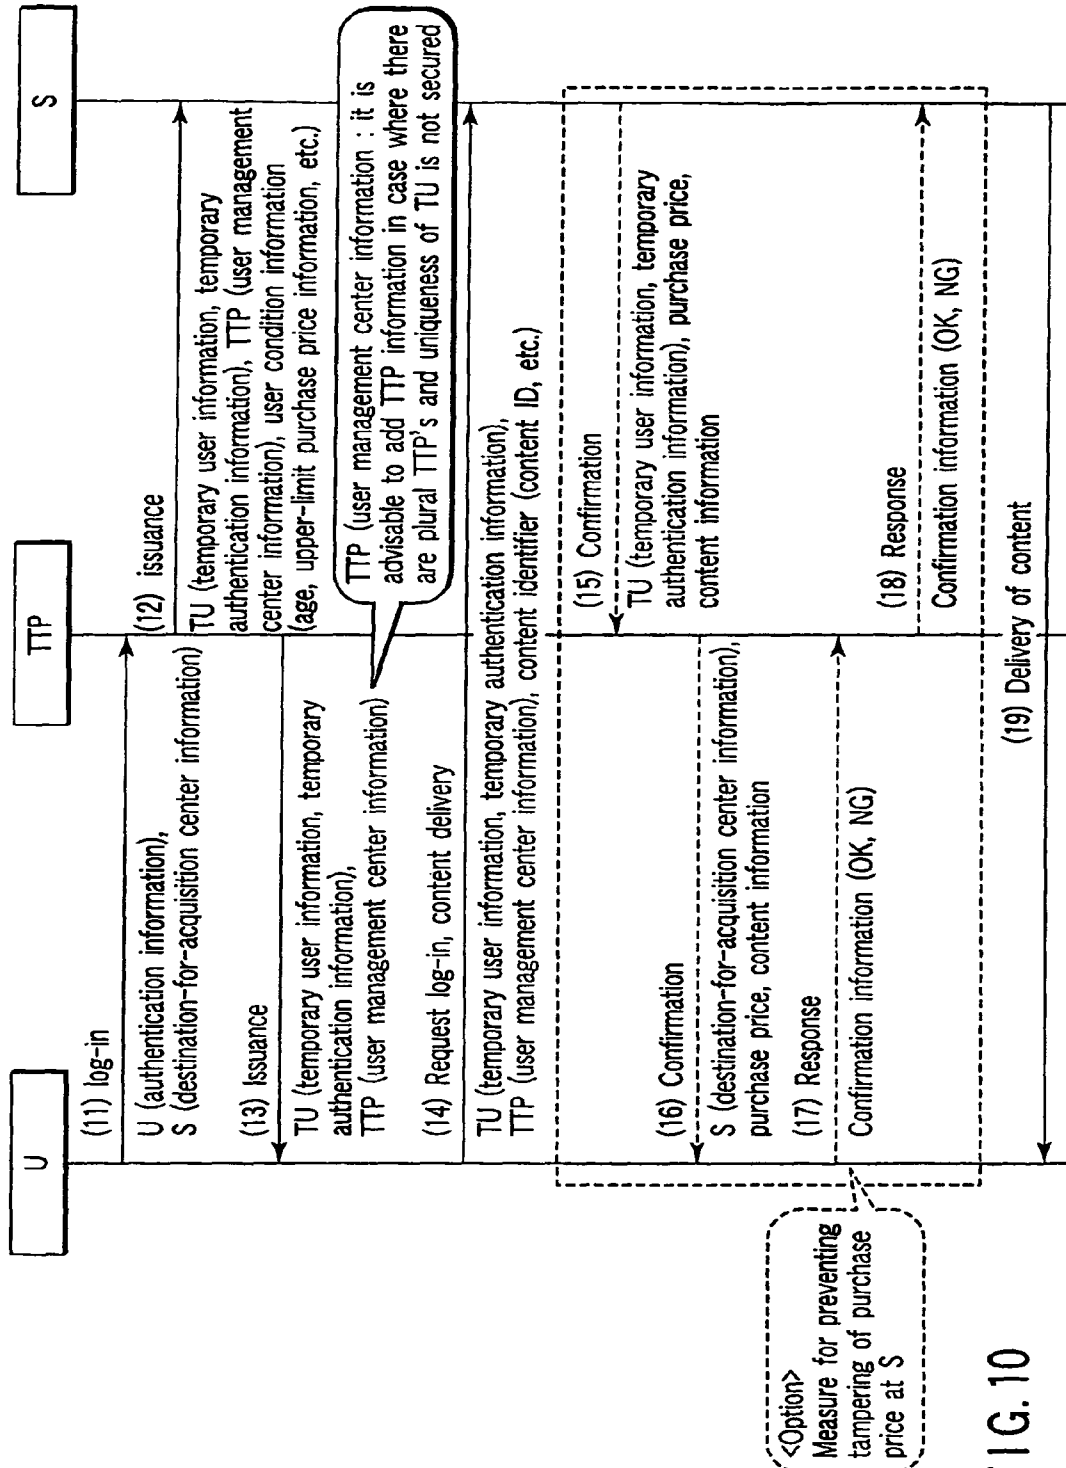 U
TTP
S
(11) log-in
U (authentication information),
S (destination-for-acquisition center information)
(12) issuance
TU (temporary user information, temporary
authentication information), TTP (user management
center information), user condition information
(age, upper-limit purchase price information, etc.)
(13) Issuance
TU (temporary user information, temporary
authentication information),
TTP (user management center information)
TTP (user management center information : it is
advisable to add TTP information in case where there
are plural TTP's and uniqueness of TU is not secured
(14) Request log-in, content delivery
TU (temporary user information, temporary authentication information),
TTP (user management center information), content identifier (content ID, etc.)
(15) Confirmation
TU (temporary user information, temporary
authentication information), purchase price,
content information
(16) Confirmation
S (destination-for-acquisition center information),
purchase price, content information
(17) Response
Confirmation information (OK, NG)
(18) Response
Confirmation information (OK, NG)
(19) Delivery of content
<Option>
Measure for preventing
tampering of purchase
price at S
IG. 10